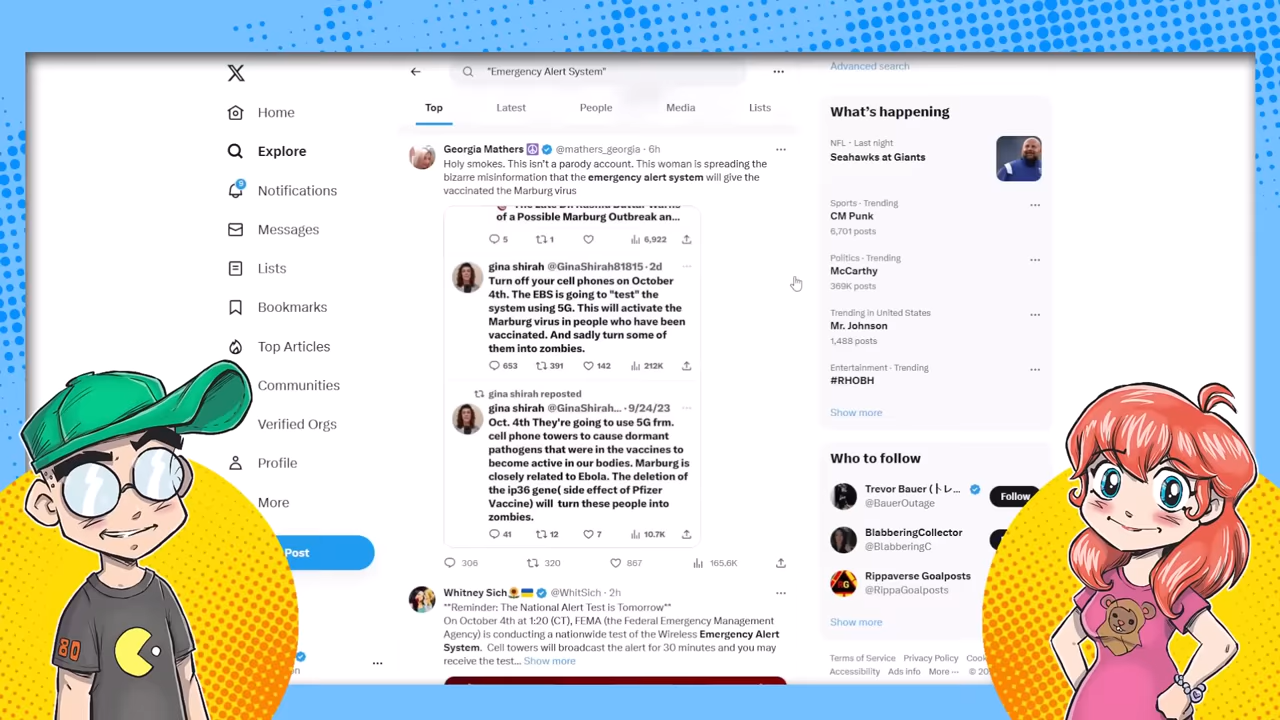 "Emergency Alert System"
Advanced search
Home
Explore
9
Notifications
Messages
Lists
Bookmarks
Top Articles
Communities
Verified Orgs
Profile
More
Post
Top
Latest
People
Media
Lists
Georgia Mathers @mathers_georgia · 6h
Holy smokes. This isn't a parody account. This woman is spreading the
bizarre misinformation that the emergency alert system will give the
vaccinated the Marburg virus
of a Possible Marburg Outbreak an...
5 1 6,922
gina shirah @GinaShirah81815 · 2d
Turn off your cell phones on October
4th. The EBS is going to "test" the
system using 5G. This will activate the
Marburg virus in people who have been
vaccinated. And sadly turn some of
them into zombies.
653 391 142 212K
gina shirah reposted
gina shirah @GinaShirah... · 9/24/23
Oct. 4th They're going to use 5G frm.
cell phone towers to cause dormant
pathogens that were in the vaccines to
become active in our bodies. Marburg is
closely related to Ebola. The deletion of
the ip36 gene( side effect of Pfizer
Vaccine) will turn these people into
zombies.
41 12 7 10.7K
306 320 867 165.6K
Whitney Sich @WhitSich · 2h
**Reminder: The National Alert Test is Tomorrow**
On October 4th at 1:20 (CT), FEMA (the Federal Emergency Management
Agency) is conducting a nationwide test of the Wireless Emergency Alert
System. Cell towers will broadcast the alert for 30 minutes and you may
receive the test... Show more
What's happening
NFL · Last night
Seahawks at Giants
Sports · Trending
CM Punk
6,701 posts
Politics · Trending
McCarthy
369K posts
Trending in United States
Mr. Johnson
1,488 posts
Entertainment · Trending
#RHOBH
Show more
Who to follow
Trevor Bauer (トレ...
@BauerOutage
Follow
BlabberingCollector
@BlabberingC
Rippaverse Goalposts
@RippaGoalposts
Show more
Terms of Service Privacy Policy
Accessibility Ads info More ···
80